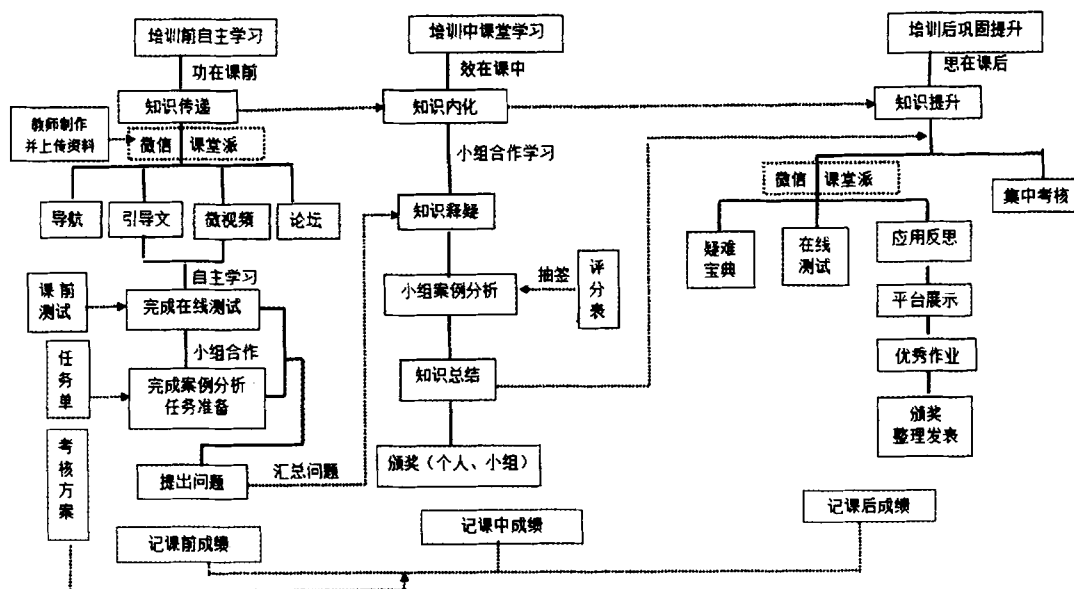 培训前自主学习
培训中课堂学习
培训后巩固提升
功在课前
效在课中
思在课后
知识传递
知识内化
知识提升
教师制作
并上传资料
微信 课堂派
小组合作学习
微信 课堂派
集中考核
导航
引导文
微视频
论坛
知识释疑
疑难
宝典
在线
测试
应用反思
自主学习
课前
测试
完成在线测试
小组案例分析
抽签
评
分
表
平台展示
小组合作
任
务
单
完成案例分析
任务准备
知识总结
优秀作业
颁奖
整理发表
考
核
方
案
提出问题
汇总问题
颁奖（个人、小组）
记课前成绩
记课中成绩
记课后成绩